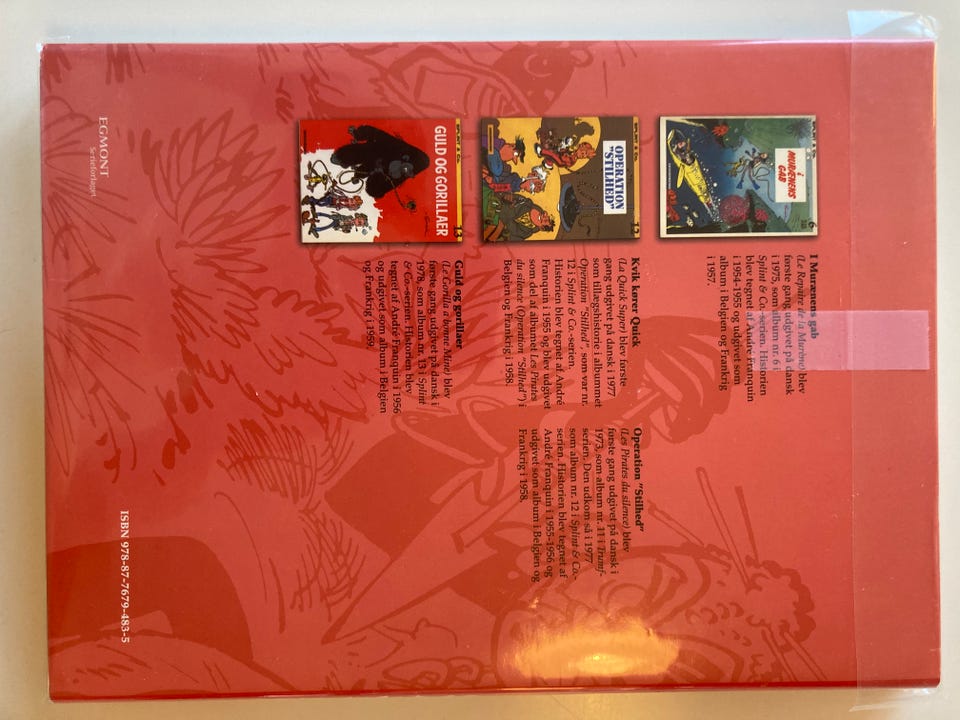 I MURÆNENS GAB
6
I Murænens gab
(Le Repaire de la Murène) blev
første gang udgivet på dansk
i 1975, som album nr. 6 i
Splint & Co.-serien. Historien
blev tegnet af André Franquin
i 1954-1955 og udgivet som
album i Belgien og Frankrig
i 1957.
12
OPERATION
"STILHED"
Kvik kører Quick
(La Quick Super) blev første
gang udgivet på dansk i 1977
som tillægshistorie i albummet
Operation ”Stilhed”, som var nr.
12 i Splint & Co.-serien.
Historien blev tegnet af André
Franquin i 1955 og blev udgivet
som del af albummet Les Pirates
du silence (Operation ”Stilhed”) i
Belgien og Frankrig i 1958.
Operation ”Stilhed”
(Les Pirates du silence) blev
første gang udgivet på dansk i
1973, som album nr. 11 i Trumf-
serien. Den udkom så i 1977
som album nr. 12 i Splint & Co.-
serien. Historien blev tegnet af
André Franquin i 1955-1956 og
udgivet som album i Belgien og
Frankrig i 1958.
13
GULD OG GORILLAER
Guld og gorillaer
(Le Gorille a bonne Mine) blev
første gang udgivet på dansk i
1978, som album nr. 13 i Splint
& Co.-serien. Historien blev
tegnet af André Franquin i 1956
og udgivet som album i Belgien
og Frankrig i 1959.
EGMONT
Serieforlaget
ISBN 978-87-7679-483-5